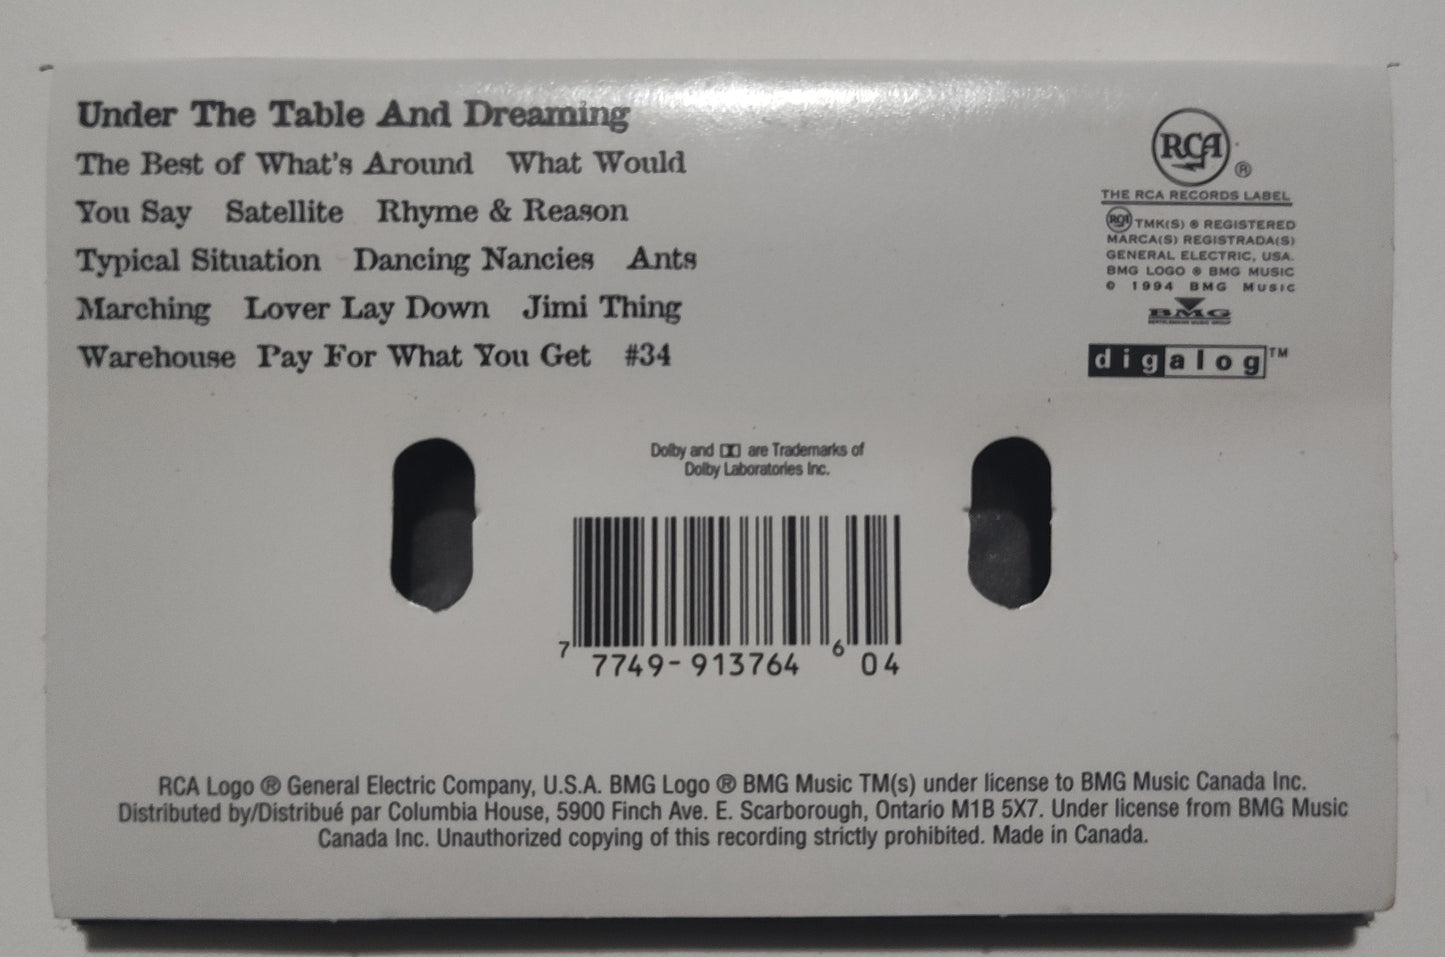 Under The Table And Dreaming
The Best of What's Around What Would
You Say Satellite Rhyme & Reason
Typical Situation Dancing Nancies Ants
Marching Lover Lay Down Jimi Thing
Warehouse Pay For What You Get #34
RCA ®
THE RCA RECORDS LABEL
RCA TMK(S) ® REGISTERED
MARCA(S) REGISTRADA(S)
GENERAL ELECTRIC, USA.
BMG LOGO ® BMG MUSIC
© 1994 BMG MUSIC
BMG
BERTELSMANN MUSIC GROUP
digalog™
Dolby and are Trademarks of
Dolby Laboratories Inc.
7 7749-913764 6 04
RCA Logo ® General Electric Company, U.S.A. BMG Logo ® BMG Music TM(s) under license to BMG Music Canada Inc.
Distributed by/Distribué par Columbia House, 5900 Finch Ave. E. Scarborough, Ontario M1B 5X7. Under license from BMG Music
Canada Inc. Unauthorized copying of this recording strictly prohibited. Made in Canada.